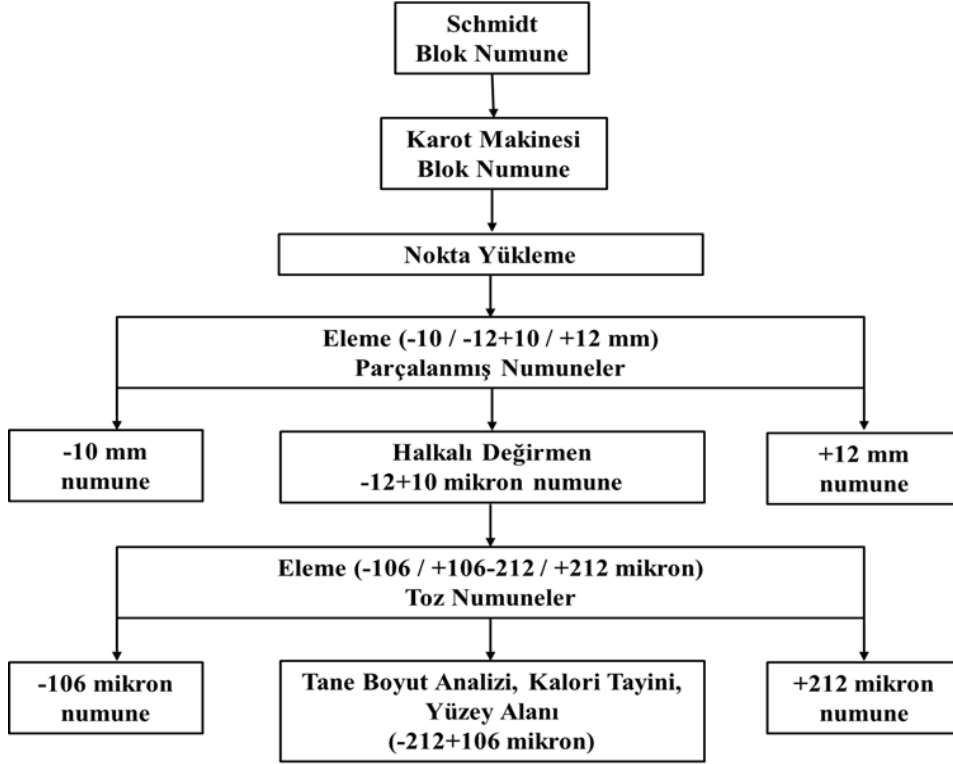 Schmidt
Blok Numune
Karot Makinesi
Blok Numune
Nokta Yükleme
Eleme (-10 / -12+10 / +12 mm)
Parçalanmış Numuneler
-10 mm
numune
Halkalı Değirmen
-12+10 mikron numune
+12 mm
numune
Eleme (-106 / +106-212 / +212 mikron)
Toz Numuneler
-106 mikron
numune
Tane Boyut Analizi, Kalori Tayini,
Yüzey Alanı
(-212+106 mikron)
+212 mikron
numune